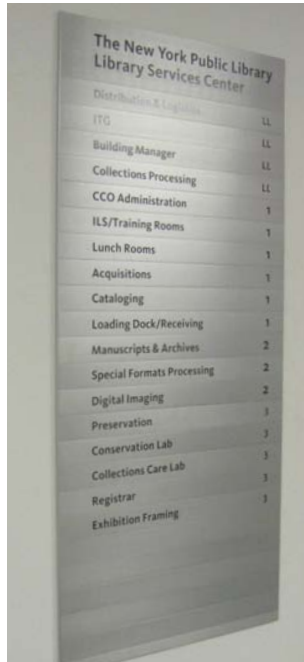 The New York Public Library
Library Services Center
Distribution & Logistics LL
ITG LL
Building Manager LL
Collections Processing LL
CCO Administration 1
ILS/Training Rooms 1
Lunch Rooms 1
Acquisitions 1
Cataloging 1
Loading Dock/Receiving 1
Manuscripts & Archives 2
Special Formats Processing 2
Digital Imaging 2
Preservation 3
Conservation Lab 3
Collections Care Lab 3
Registrar 3
Exhibition Framing 3